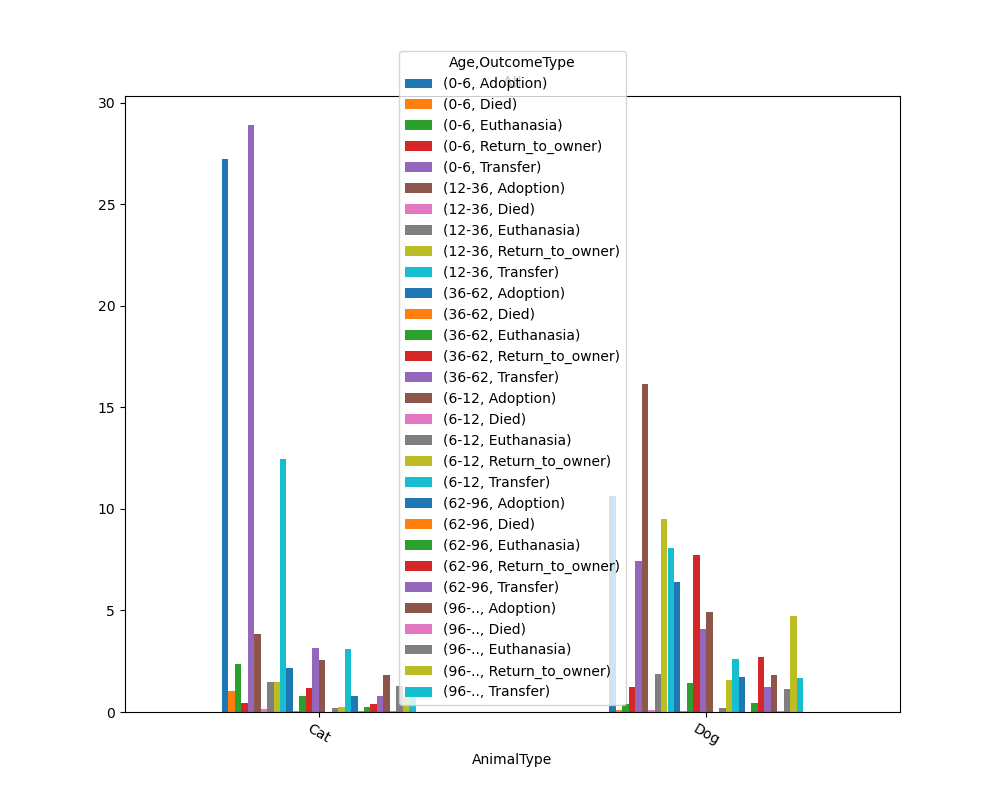 Age,OutcomeType
(0-6, Adoption)
(0-6, Died)
(0-6, Euthanasia)
(0-6, Return_to_owner)
(0-6, Transfer)
(12-36, Adoption)
(12-36, Died)
(12-36, Euthanasia)
(12-36, Return_to_owner)
(12-36, Transfer)
(36-62, Adoption)
(36-62, Died)
(36-62, Euthanasia)
(36-62, Return_to_owner)
(36-62, Transfer)
(6-12, Adoption)
(6-12, Died)
(6-12, Euthanasia)
(6-12, Return_to_owner)
(6-12, Transfer)
(62-96, Adoption)
(62-96, Died)
(62-96, Euthanasia)
(62-96, Return_to_owner)
(62-96, Transfer)
(96-.., Adoption)
(96-.., Died)
(96-.., Euthanasia)
(96-.., Return_to_owner)
(96-.., Transfer)
30
25
20
15
10
5
0
Cat
Dog
AnimalType